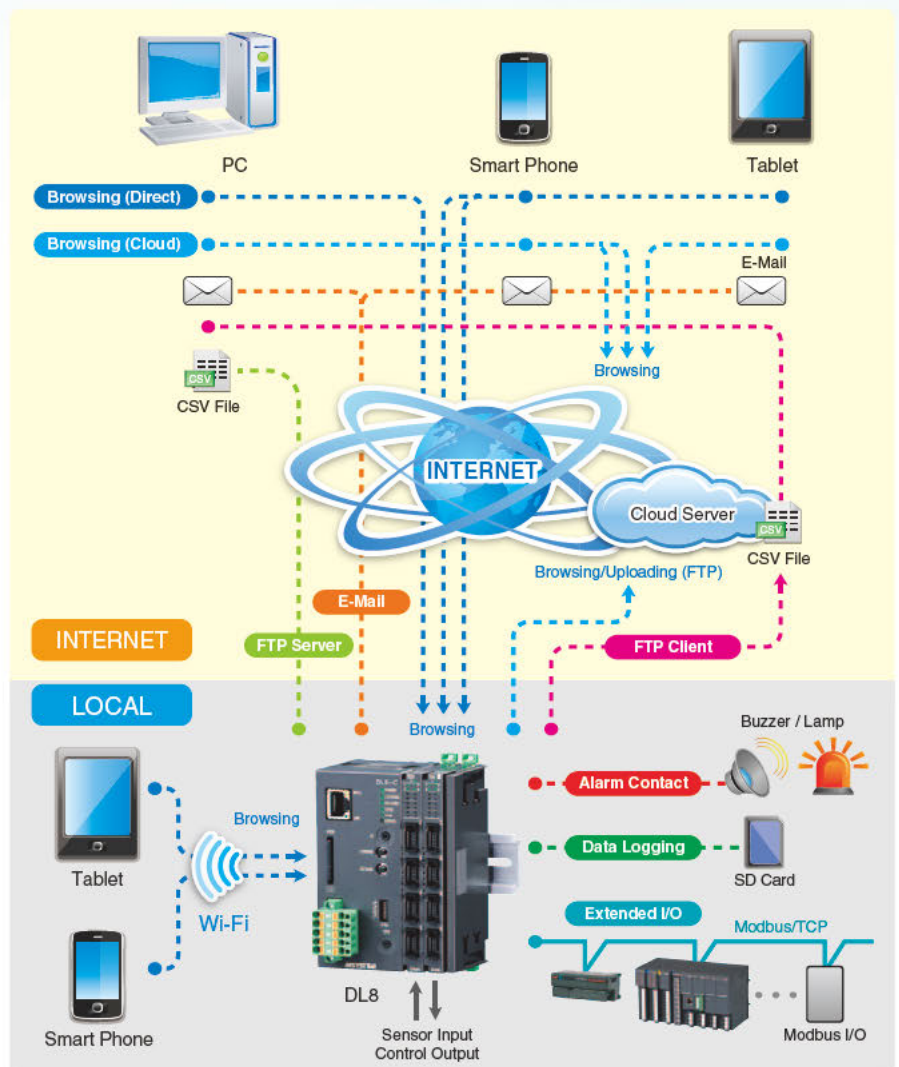 PC
Smart Phone
Tablet
Browsing (Direct)
Browsing (Cloud)
E-Mail
Browsing
CSV
CSV File
INTERNET
Cloud Server
CSV
CSV File
Browsing/Uploading (FTP)
E-Mail
FTP Server
FTP Client
INTERNET
LOCAL
Browsing
Buzzer / Lamp
Alarm Contact
Browsing
Data Logging
Tablet
SD Card
Wi-Fi
Extended I/O
Modbus/TCP
DL8
Smart Phone
Sensor Input
Control Output
Modbus I/O